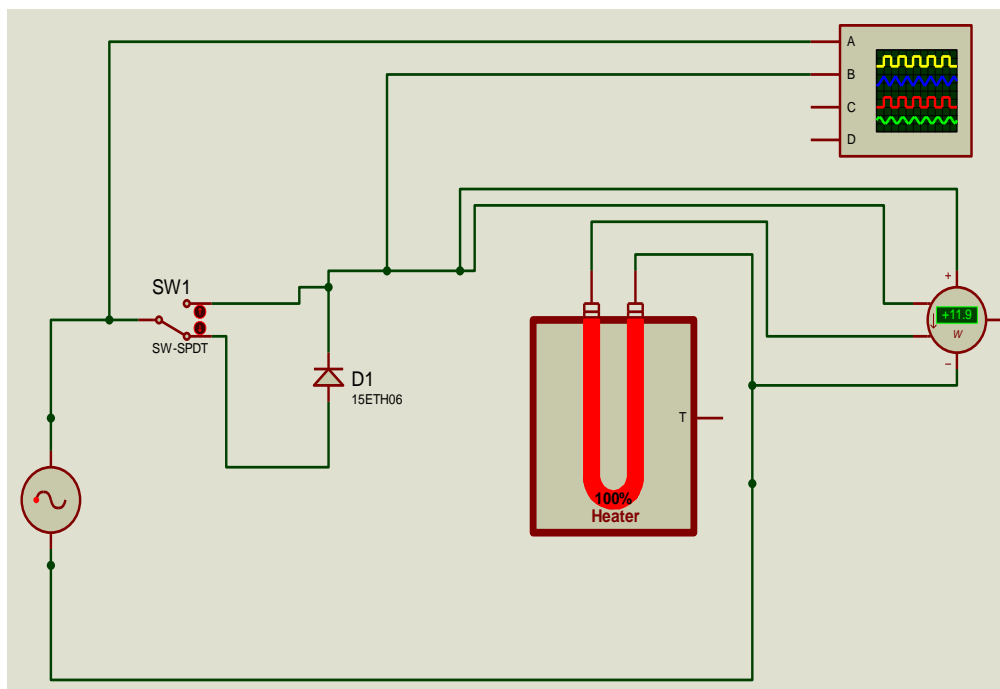 A
B
C
D
SW1
SW-SPDT
D1
15ETH06
+
+11.9
W
−
T
100%
Heater